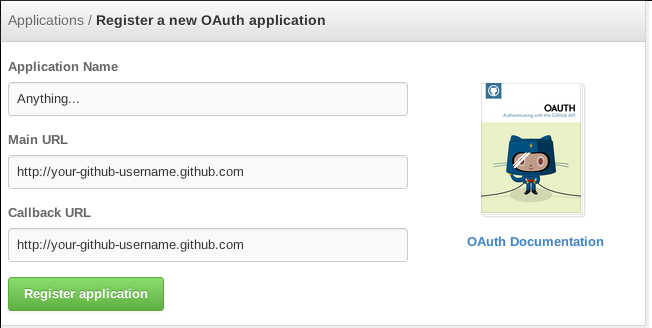 Applications / Register a new OAuth application
Application Name
Anything...
Main URL
http://your-github-username.github.com
Callback URL
http://your-github-username.github.com
Register application
OAUTH
Authenticating with the GitHub API
OAuth Documentation